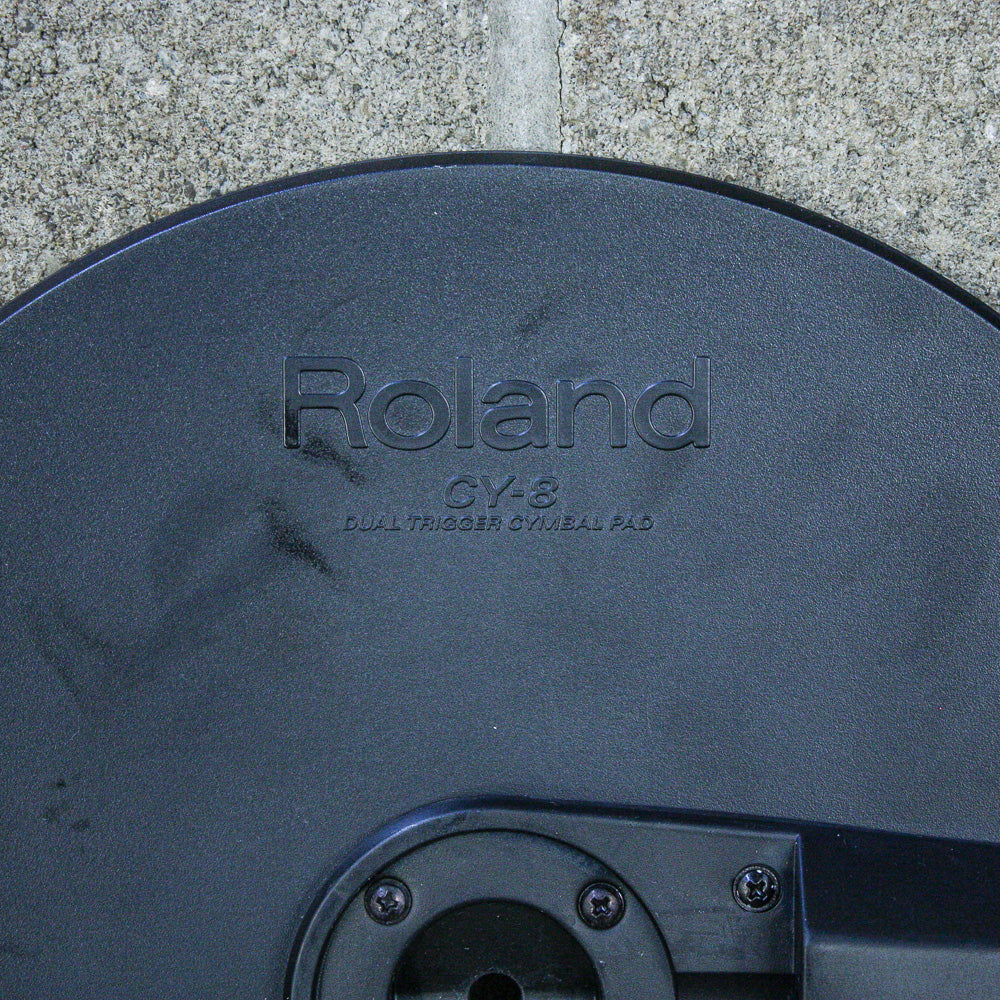 Roland
CY-8
DUAL TRIGGER CYMBAL PAD